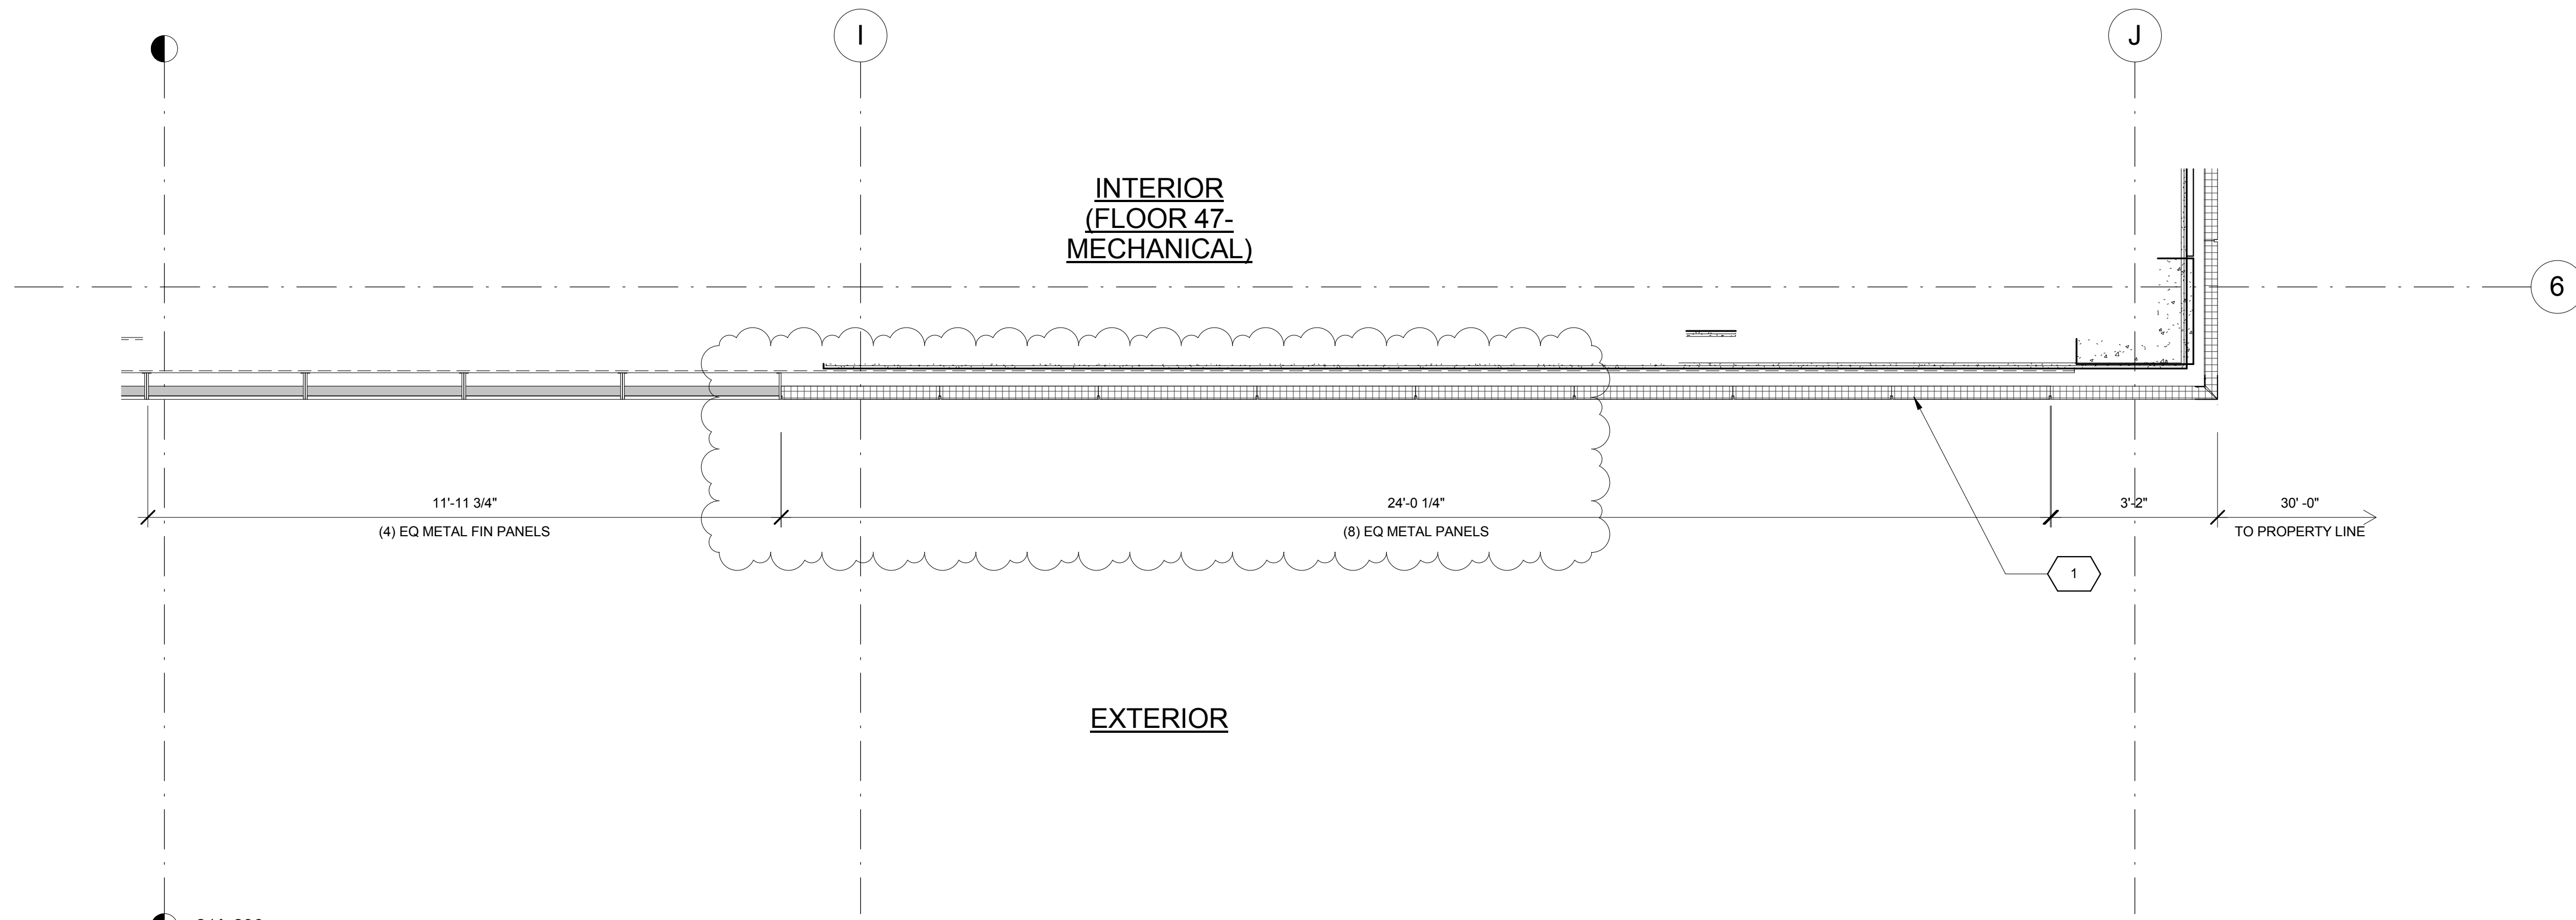 I
J
INTERIOR
(FLOOR 47-
MECHANICAL)
6
11'-11 3/4"
(4) EQ METAL FIN PANELS
24'-0 1/4"
(8) EQ METAL PANELS
3'-2"
30' -0"
TO PROPERTY LINE
1
EXTERIOR